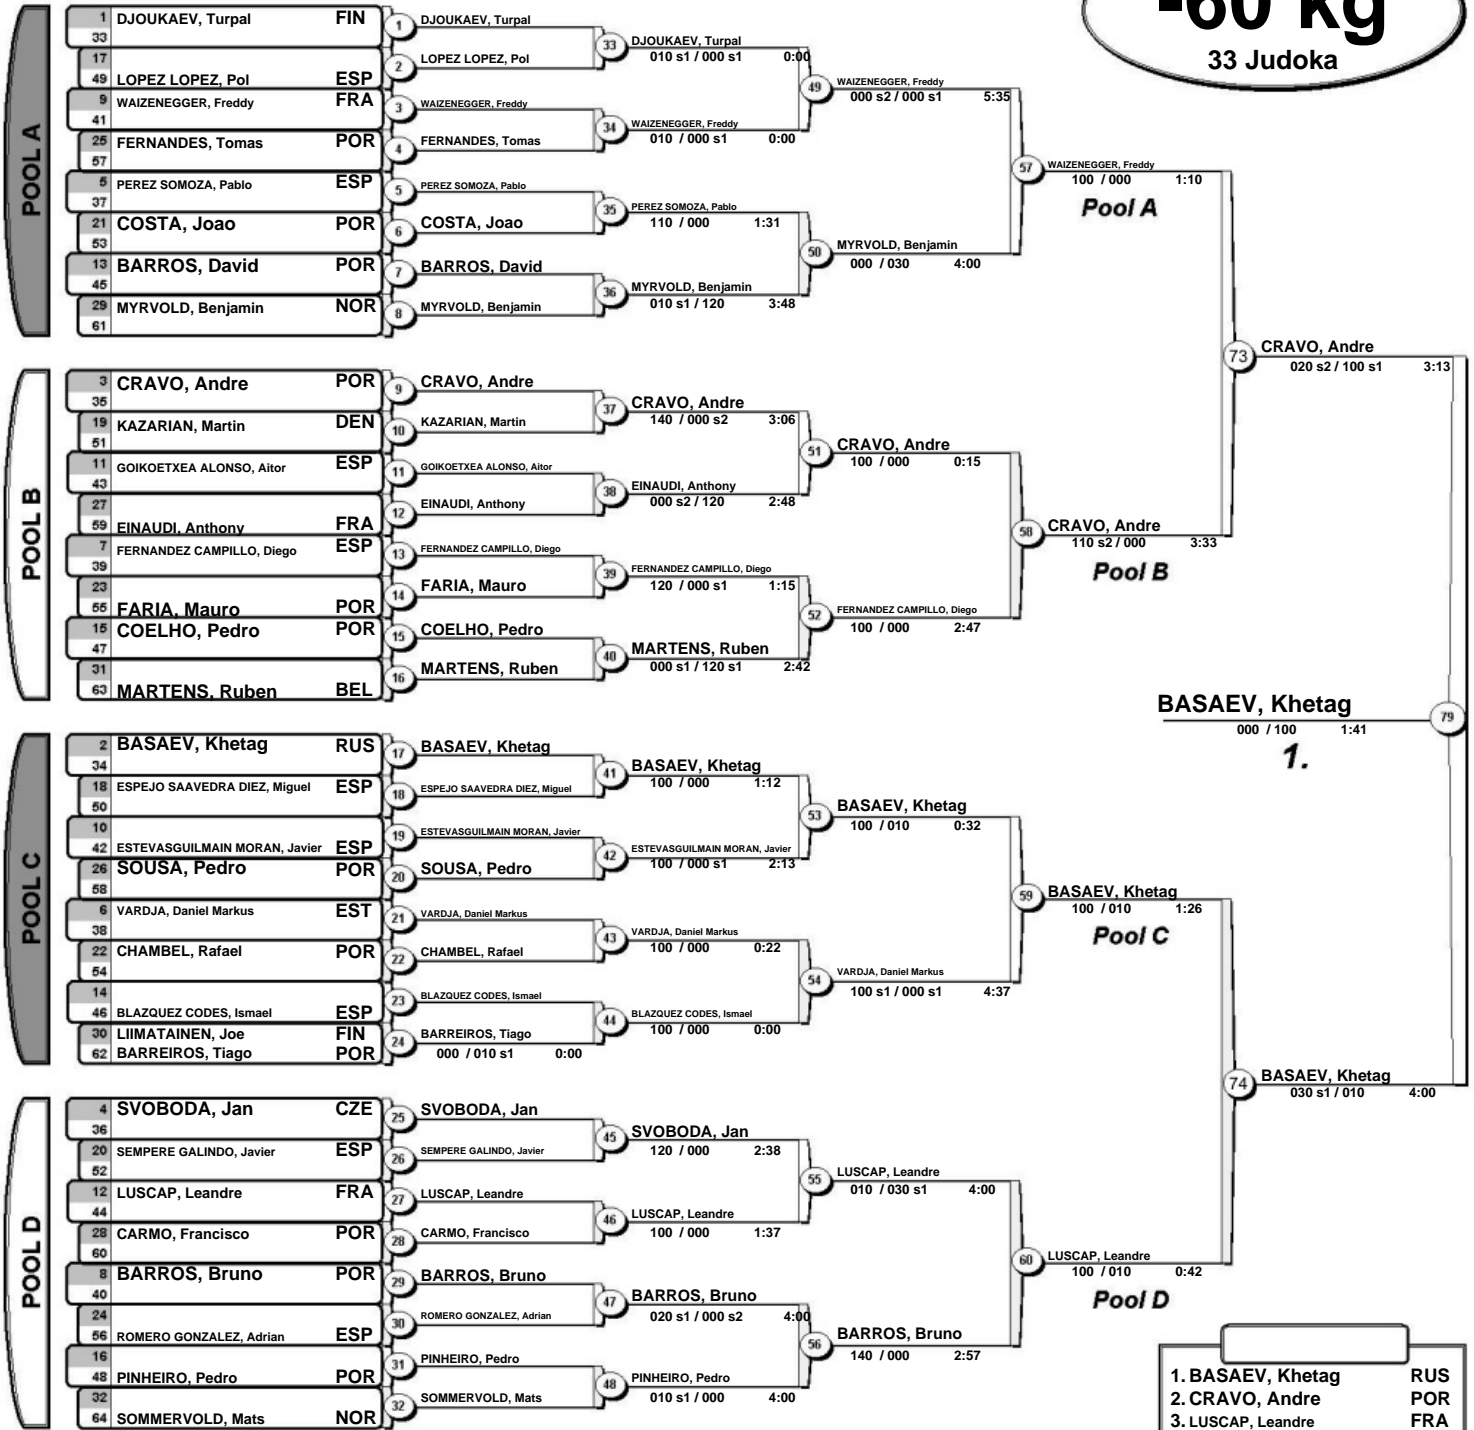 -60 kg
33 Judoka
POOL A
1 DJOUKAEV, Turpal FIN
33
17
49 LOPEZ LOPEZ, Pol ESP
9 WAIZENEGGER, Freddy FRA
41
25 FERNANDES, Tomas POR
57
5 PEREZ SOMOZA, Pablo ESP
37
21 COSTA, Joao POR
53
13 BARROS, David POR
45
29 MYRVOLD, Benjamin NOR
61
1 DJOUKAEV, Turpal
2 LOPEZ LOPEZ, Pol
3 WAIZENEGGER, Freddy
4 FERNANDES, Tomas
5 PEREZ SOMOZA, Pablo
6 COSTA, Joao
7 BARROS, David
8 MYRVOLD, Benjamin
33 DJOUKAEV, Turpal
010 s1 / 000 s1 0:00
34 WAIZENEGGER, Freddy
010 / 000 s1 0:00
35 PEREZ SOMOZA, Pablo
110 / 000 1:31
36 MYRVOLD, Benjamin
010 s1 / 120 3:48
49 WAIZENEGGER, Freddy
000 s2 / 000 s1 5:35
50 MYRVOLD, Benjamin
000 / 030 4:00
57 WAIZENEGGER, Freddy
100 / 000 1:10
Pool A
POOL B
3 CRAVO, Andre POR
35
19 KAZARIAN, Martin DEN
51
11 GOIKOETXEA ALONSO, Aitor ESP
43
27
59 EINAUDI, Anthony FRA
7 FERNANDEZ CAMPILLO, Diego ESP
39
23
55 FARIA, Mauro POR
15 COELHO, Pedro POR
47
31
63 MARTENS, Ruben BEL
9 CRAVO, Andre
10 KAZARIAN, Martin
11 GOIKOETXEA ALONSO, Aitor
12 EINAUDI, Anthony
13 FERNANDEZ CAMPILLO, Diego
14 FARIA, Mauro
15 COELHO, Pedro
16 MARTENS, Ruben
37 CRAVO, Andre
140 / 000 s2 3:06
38 EINAUDI, Anthony
000 s2 / 120 2:48
39 FERNANDEZ CAMPILLO, Diego
120 / 000 s1 1:15
40 MARTENS, Ruben
000 s1 / 120 s1 2:42
51 CRAVO, Andre
100 / 000 0:15
52 FERNANDEZ CAMPILLO, Diego
100 / 000 2:47
58 CRAVO, Andre
110 s2 / 000 3:33
Pool B
73 CRAVO, Andre
020 s2 / 100 s1 3:13
BASAEV, Khetag 79
000 / 100 1:41
1.
POOL C
2 BASAEV, Khetag RUS
34
18 ESPEJO SAAVEDRA DIEZ, Miguel ESP
50
10
42 ESTEVASGUILMAIN MORAN, Javier ESP
26 SOUSA, Pedro POR
58
6 VARDJA, Daniel Markus EST
38
22 CHAMBEL, Rafael POR
54
14
46 BLAZQUEZ CODES, Ismael ESP
30 LIIMATAINEN, Joe FIN
62 BARREIROS, Tiago POR
17 BASAEV, Khetag
18 ESPEJO SAAVEDRA DIEZ, Miguel
19 ESTEVASGUILMAIN MORAN, Javier
20 SOUSA, Pedro
21 VARDJA, Daniel Markus
22 CHAMBEL, Rafael
23 BLAZQUEZ CODES, Ismael
24 BARREIROS, Tiago
000 / 010 s1 0:00
41 BASAEV, Khetag
100 / 000 1:12
42 ESTEVASGUILMAIN MORAN, Javier
100 / 000 s1 2:13
43 VARDJA, Daniel Markus
100 / 000 0:22
44 BLAZQUEZ CODES, Ismael
100 / 000 0:00
53 BASAEV, Khetag
100 / 010 0:32
54 VARDJA, Daniel Markus
100 s1 / 000 s1 4:37
59 BASAEV, Khetag
100 / 010 1:26
Pool C
POOL D
4 SVOBODA, Jan CZE
36
20 SEMPERE GALINDO, Javier ESP
52
12 LUSCAP, Leandre FRA
44
28 CARMO, Francisco POR
60
8 BARROS, Bruno POR
40
24
56 ROMERO GONZALEZ, Adrian ESP
16
48 PINHEIRO, Pedro POR
32
64 SOMMERVOLD, Mats NOR
25 SVOBODA, Jan
26 SEMPERE GALINDO, Javier
27 LUSCAP, Leandre
28 CARMO, Francisco
29 BARROS, Bruno
30 ROMERO GONZALEZ, Adrian
31 PINHEIRO, Pedro
32 SOMMERVOLD, Mats
45 SVOBODA, Jan
120 / 000 2:38
46 LUSCAP, Leandre
100 / 000 1:37
47 BARROS, Bruno
020 s1 / 000 s2 4:00
48 PINHEIRO, Pedro
010 s1 / 000 4:00
55 LUSCAP, Leandre
010 / 030 s1 4:00
56 BARROS, Bruno
140 / 000 2:57
60 LUSCAP, Leandre
100 / 010 0:42
Pool D
74 BASAEV, Khetag
030 s1 / 010 4:00
1. BASAEV, Khetag RUS
2. CRAVO, Andre POR
3. LUSCAP, Leandre FRA